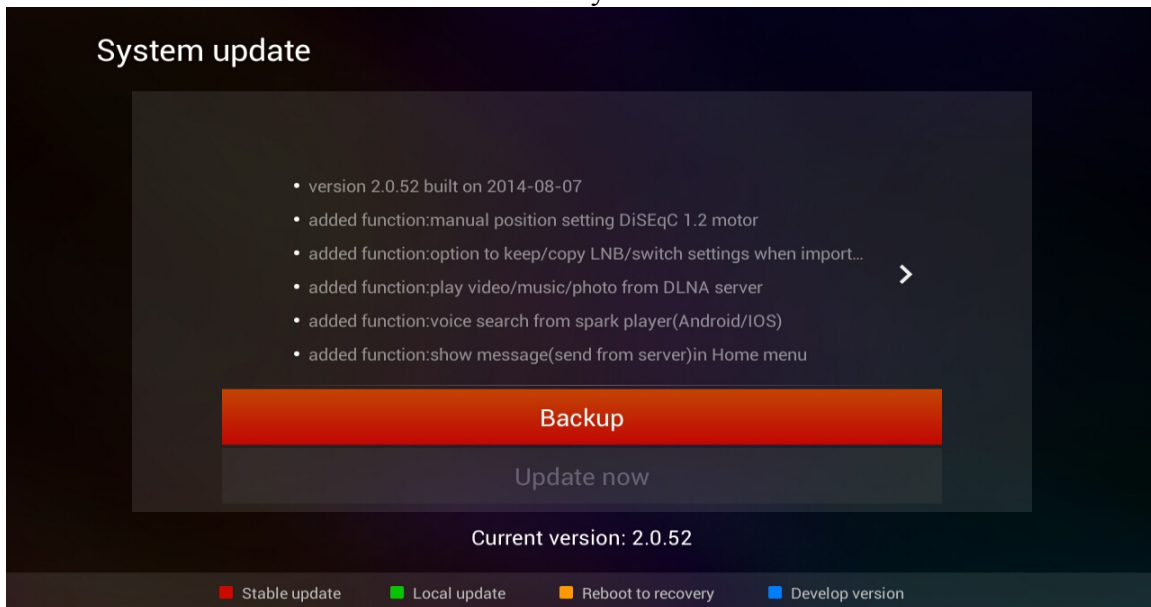 System update
• version 2.0.52 built on 2014-08-07
• added function:manual position setting DiSEqC 1.2 motor
• added function:option to keep/copy LNB/switch settings when import...
• added function:play video/music/photo from DLNA server
• added function:voice search from spark player(Android/IOS)
• added function:show message(send from server)in Home menu
Backup
Update now
Current version: 2.0.52
Stable update Local update Reboot to recovery Develop version